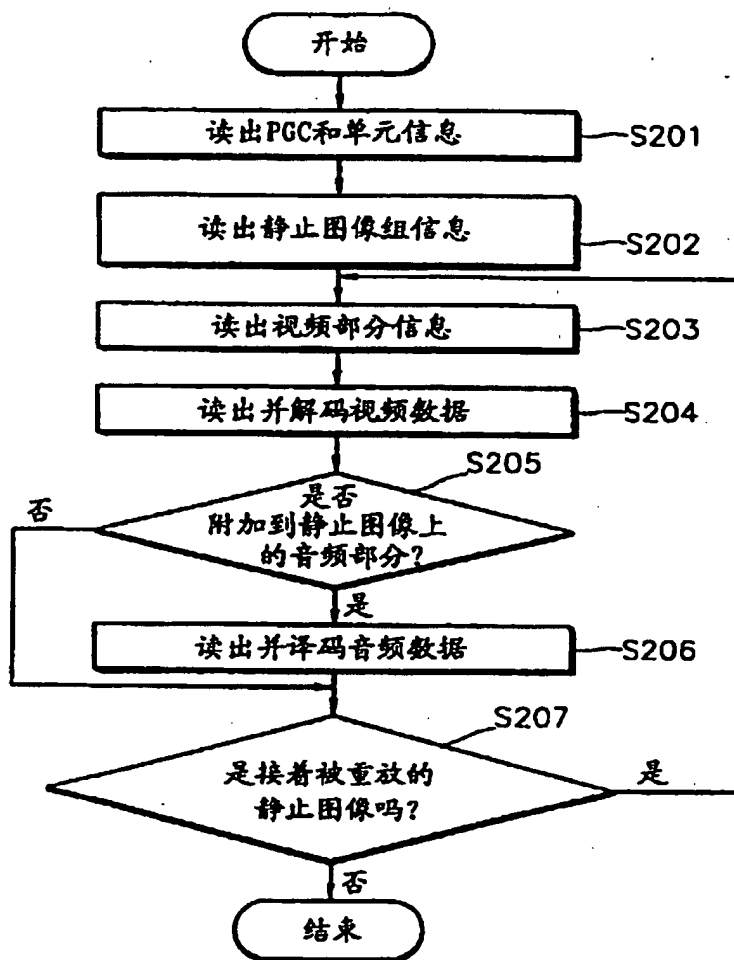 开始
读出PGC和单元信息
S201
读出静止图像组信息
S202
读出视频部分信息
S203
读出并解码视频数据
S204
S205
是否
附加到静止图像上
的音频部分?
否
是
读出并译码音频数据
S206
S207
是接着被重放的
静止图像吗?
是
否
结束